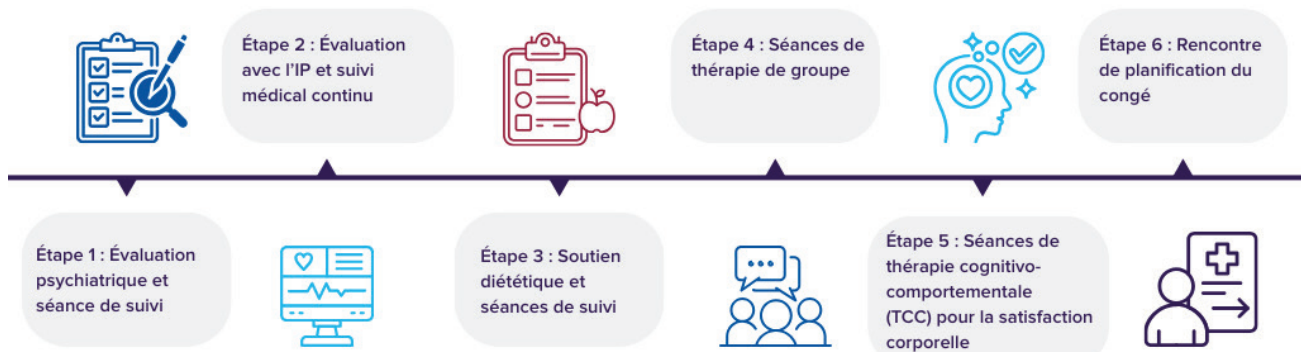 Étape 1 : Évaluation
psychiatrique et
séance de suivi
Étape 2 : Évaluation
avec l'IP et suivi
médical continu
Étape 3 : Soutien
diététique et
séances de suivi
Étape 4 : Séances de
thérapie de groupe
Étape 5 : Séances de
thérapie cognitivo-
comportementale
(TCC) pour la satisfaction
corporelle
Étape 6 : Rencontre
de planification du
congé